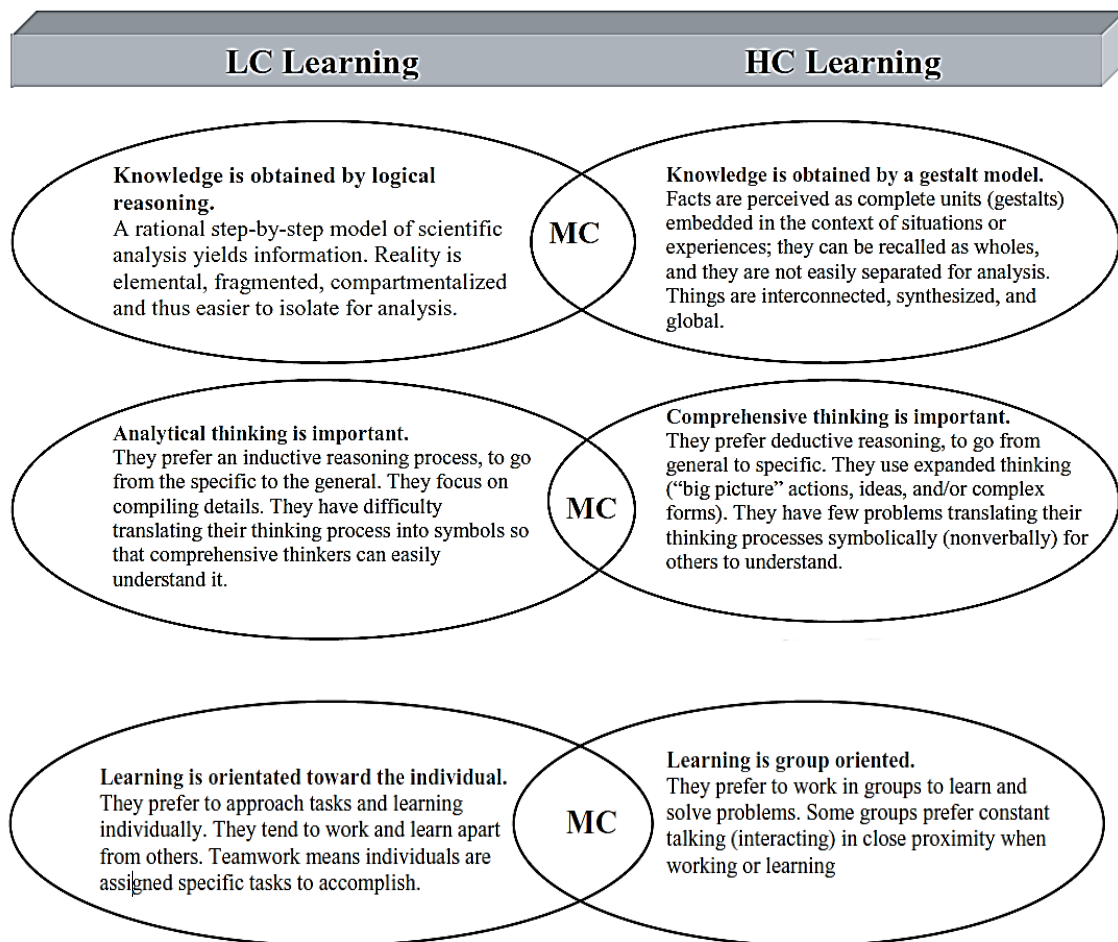 LC Learning
HC Learning
Knowledge is obtained by logical
reasoning.
A rational step-by-step model of scientific
analysis yields information. Reality is
elemental, fragmented, compartmentalized
and thus easier to isolate for analysis.
MC
Knowledge is obtained by a gestalt model.
Facts are perceived as complete units (gestalts)
embedded in the context of situations or
experiences; they can be recalled as wholes,
and they are not easily separated for analysis.
Things are interconnected, synthesized, and
global.
Analytical thinking is important.
They prefer an inductive reasoning process, to go
from the specific to the general. They focus on
compiling details. They have difficulty
translating their thinking process into symbols so
that comprehensive thinkers can easily
understand it.
MC
Comprehensive thinking is important.
They prefer deductive reasoning, to go from
general to specific. They use expanded thinking
(“big picture” actions, ideas, and/or complex
forms). They have few problems translating their
thinking processes symbolically (nonverbally) for
others to understand.
Learning is orientated toward the individual.
They prefer to approach tasks and learning
individually. They tend to work and learn apart
from others. Teamwork means individuals are
assigned specific tasks to accomplish.
MC
Learning is group oriented.
They prefer to work in groups to learn and
solve problems. Some groups prefer constant
talking (interacting) in close proximity when
working or learning